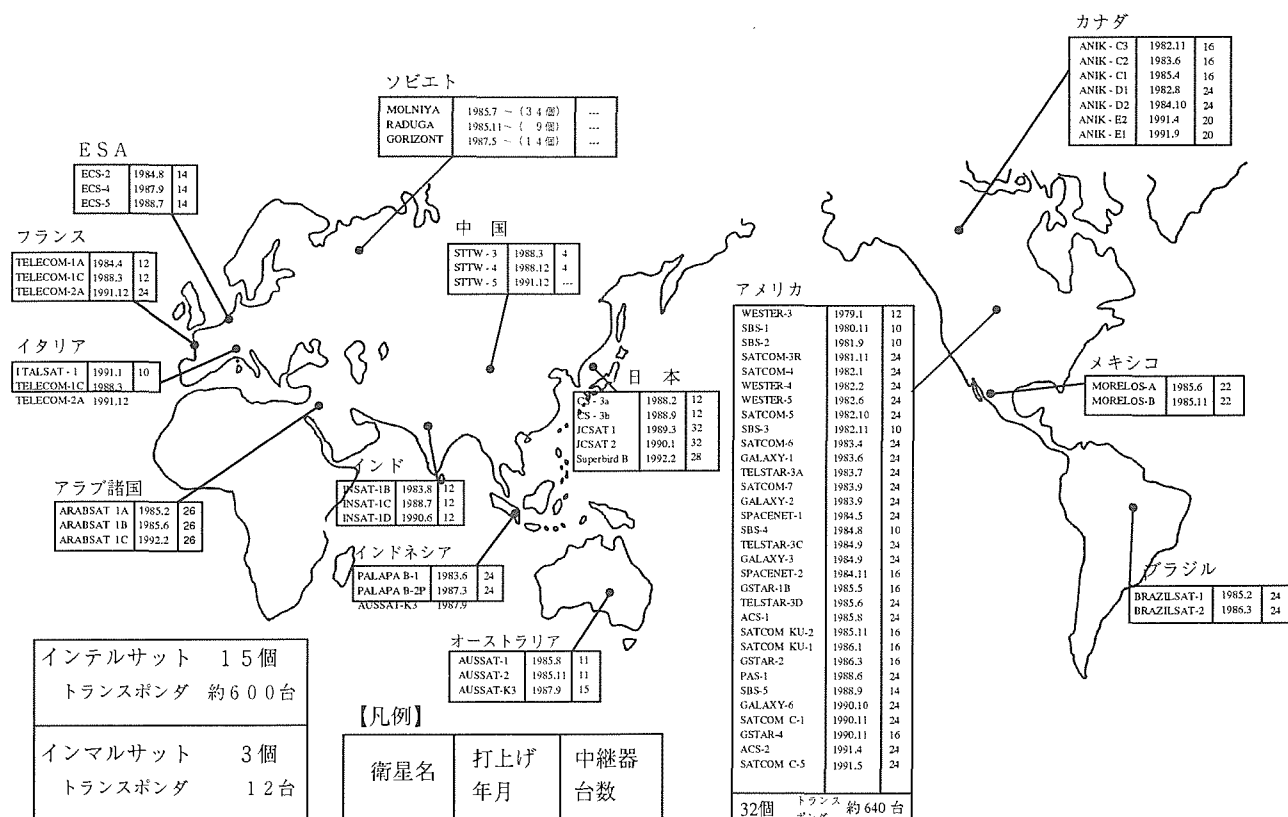 カナダ
ANIK - C3 1982.11 16
ANIK - C2 1983.6 16
ANIK - C1 1985.4 16
ANIK - D1 1982.8 24
ANIK - D2 1984.10 24
ANIK - E2 1991.4 20
ANIK - E1 1991.9 20
ソビエト
MOLNIYA 1985.7 ~ (34個) ---
RADUGA 1985.11~ ( 9個) ---
GORIZONT 1987.5 ~ (14個) ---
ESA
ECS-2 1984.8 14
ECS-4 1987.9 14
ECS-5 1988.7 14
フランス
TELECOM-1A 1984.4 12
TELECOM-1C 1988.3 12
TELECOM-2A 1991.12 24
中 国
STTW - 3 1988.3 4
STTW - 4 1988.12 4
STTW - 5 1991.12 ---
イタリア
ITALSAT - 1 1991.1 10
TELECOM-1C 1988.3
TELECOM-2A 1991.12
日 本
CS - 3a 1988.2 12
CS - 3b 1988.9 12
JCSAT 1 1989.3 32
JCSAT 2 1990.1 32
Superbird B 1992.2 28
アメリカ
WESTER-3 1979.1 12
SBS-1 1980.11 10
SBS-2 1981.9 10
SATCOM-3R 1981.11 24
SATCOM-4 1982.1 24
WESTER-4 1982.2 24
WESTER-5 1982.6 24
SATCOM-5 1982.10 24
SBS-3 1982.11 10
SATCOM-6 1983.4 24
GALAXY-1 1983.6 24
TELSTAR-3A 1983.7 24
SATCOM-7 1983.9 24
GALAXY-2 1983.9 24
SPACENET-1 1984.5 24
SBS-4 1984.8 10
TELSTAR-3C 1984.9 24
GALAXY-3 1984.9 24
SPACENET-2 1984.11 16
GSTAR-1B 1985.5 16
TELSTAR-3D 1985.6 24
ACS-1 1985.8 24
SATCOM KU-2 1985.11 16
SATCOM KU-1 1986.1 16
GSTAR-2 1986.3 16
PAS-1 1988.6 24
SBS-5 1988.9 14
GALAXY-6 1990.10 24
SATCOM C-1 1990.11 24
GSTAR-4 1990.11 16
ACS-2 1991.4 24
SATCOM C-5 1991.5 24
32個 トランスポンダ 約640台
メキシコ
MORELOS-A 1985.6 22
MORELOS-B 1985.11 22
アラブ諸国
ARABSAT 1A 1985.2 26
ARABSAT 1B 1985.6 26
ARABSAT 1C 1992.2 26
インド
INSAT-1B 1983.8 12
INSAT-1C 1988.7 12
INSAT-1D 1990.6 12
インドネシア
PALAPA B-1 1983.6 24
PALAPA B-2P 1987.3 24
AUSSAT-K3 1987.9
ブラジル
BRAZILSAT-1 1985.2 24
BRAZILSAT-2 1986.3 24
オーストラリア
AUSSAT-1 1985.8 11
AUSSAT-2 1985.11 11
AUSSAT-K3 1987.9 15
インテルサット 15個
トランスポンダ 約600台
インマルサット 3個
トランスポンダ 12台
【凡例】
衛星名 打上げ年月 中継器台数